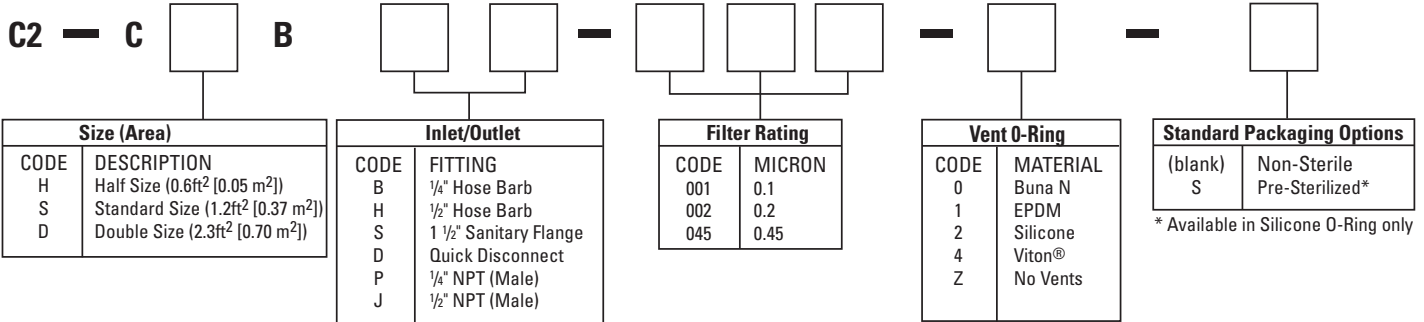 C2 — C B — — —
Size (Area)
CODE DESCRIPTION
H Half Size (0.6ft² [0.05 m²])
S Standard Size (1.2ft² [0.37 m²])
D Double Size (2.3ft² [0.70 m²])
Inlet/Outlet
CODE FITTING
B ¼" Hose Barb
H ½" Hose Barb
S 1 ½" Sanitary Flange
D Quick Disconnect
P ¼" NPT (Male)
J ½" NPT (Male)
Filter Rating
CODE MICRON
001 0.1
002 0.2
045 0.45
Vent O-Ring
CODE MATERIAL
0 Buna N
1 EPDM
2 Silicone
4 Viton®
Z No Vents
Standard Packaging Options
(blank) Non-Sterile
S Pre-Sterilized*
* Available in Silicone O-Ring only